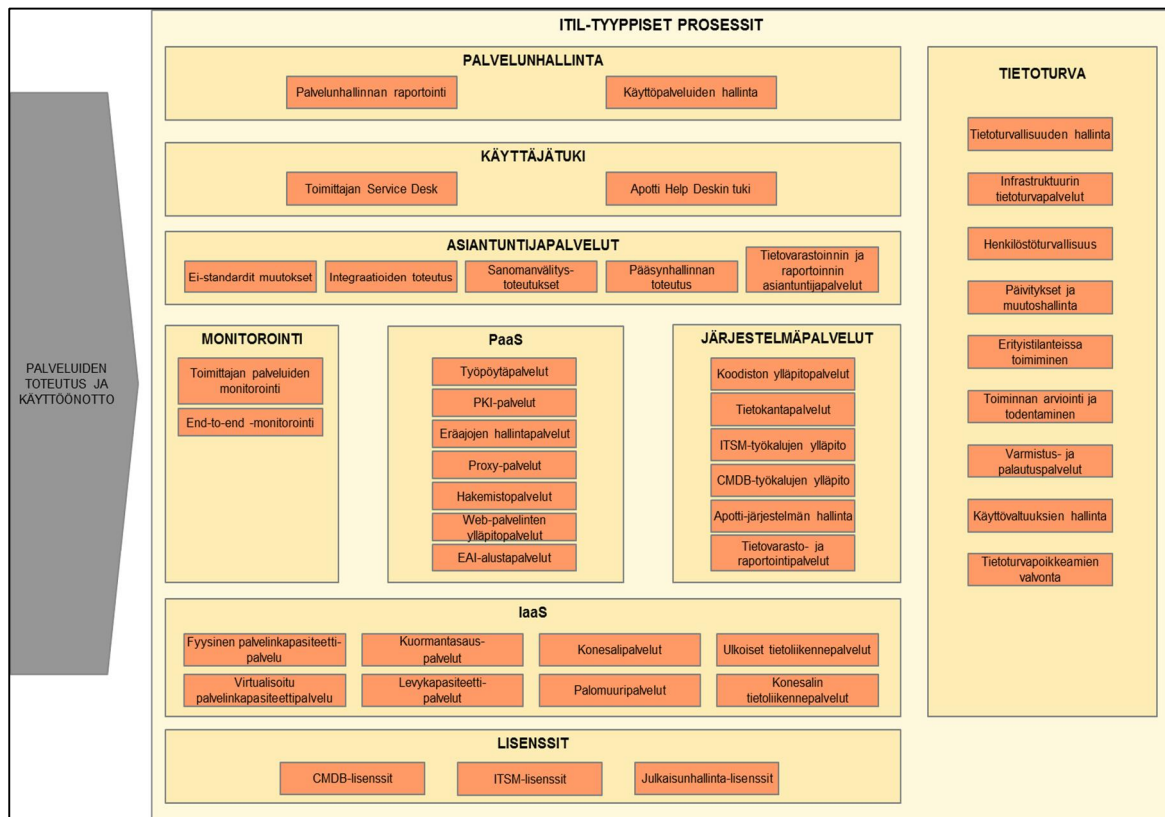 ITIL-TYYPPISET PROSESSIT
PALVELUIDEN
TOTEUTUS JA
KÄYTTÖÖNOTTO
PALVELUNHALLINTA
Palvelunhallinnan raportointi
Käyttöpalveluiden hallinta
KÄYTTÄJÄTUKI
Toimittajan Service Desk
Apotti Help Deskin tuki
ASIANTUNTIJAPALVELUT
Ei-standardit muutokset
Integraatioiden toteutus
Sanomanvälitys-
toteutukset
Pääsynhallinnan
toteutus
Tietovarastoinnin ja
raportoinnin
asiantuntijapalvelut
MONITOROINTI
Toimittajan palveluiden
monitorointi
End-to-end -monitorointi
PaaS
Työpöytäpalvelut
PKI-palvelut
Eräajojen hallintapalvelut
Proxy-palvelut
Hakemistopalvelut
Web-palvelinten
ylläpitopalvelut
EAI-alustapalvelut
JÄRJESTELMÄPALVELUT
Koodiston ylläpitopalvelut
Tietokantapalvelut
ITSM-työkalujen ylläpito
CMDB-työkalujen ylläpito
Apotti-järjestelmän hallinta
Tietovarasto- ja
raportointipalvelut
IaaS
Fyysinen palvelinkapasiteetti-
palvelu
Kuormantasaus-
palvelut
Konesalipalvelut
Ulkoiset tietoliikennepalvelut
Virtualisoitu
palvelinkapasiteettipalvelu
Levykapasiteetti-
palvelut
Palomuuripalvelut
Konesalin
tietoliikennepalvelut
LISENSSIT
CMDB-lisenssit
ITSM-lisenssit
Julkaisunhallinta-lisenssit
TIETOTURVA
Tietoturvallisuuden hallinta
Infrastruktuurin
tietoturvapalvelut
Henkilöstöturvallisuus
Päivitykset ja
muutoshallinta
Erityistilanteissa
toimiminen
Toiminnan arviointi ja
todentaminen
Varmistus- ja
palautuspalvelut
Käyttövaltuuksien hallinta
Tietoturvapoikkeamien
valvonta